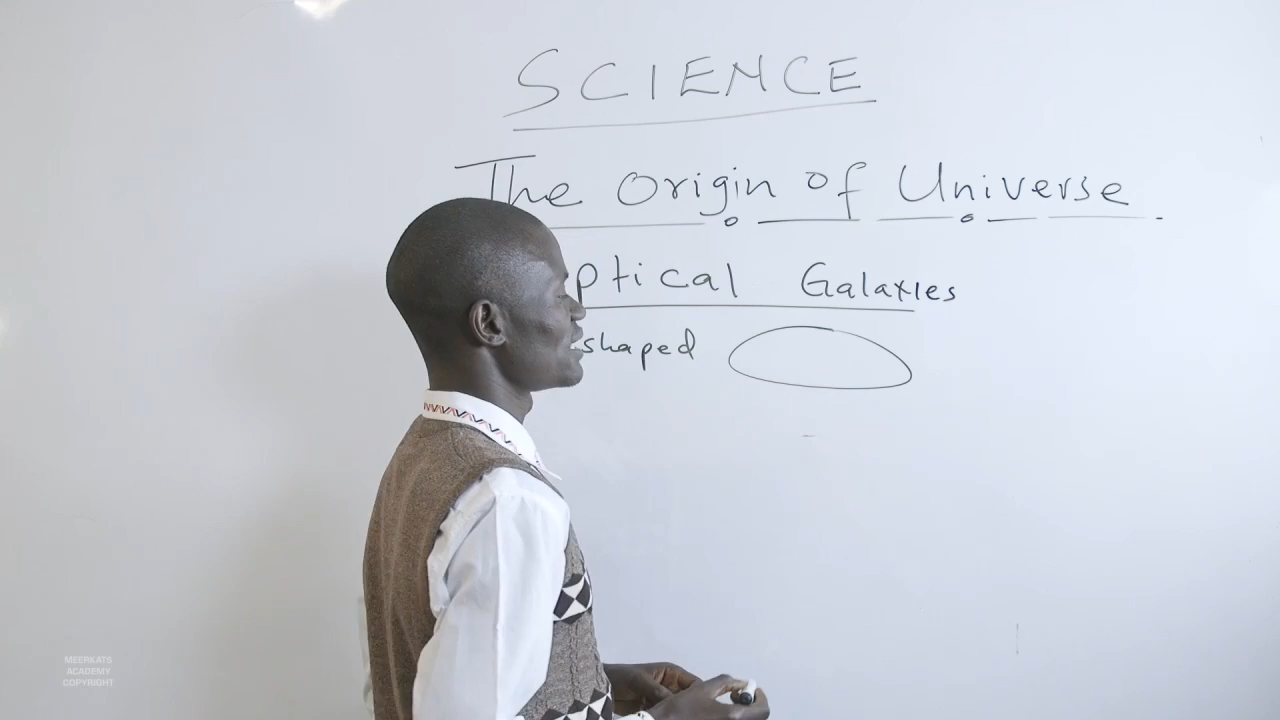 SCIENCE
The Origin of Universe
ptical Galaxies
shaped
MEERKATS
ACADEMY
COPYRIGHT